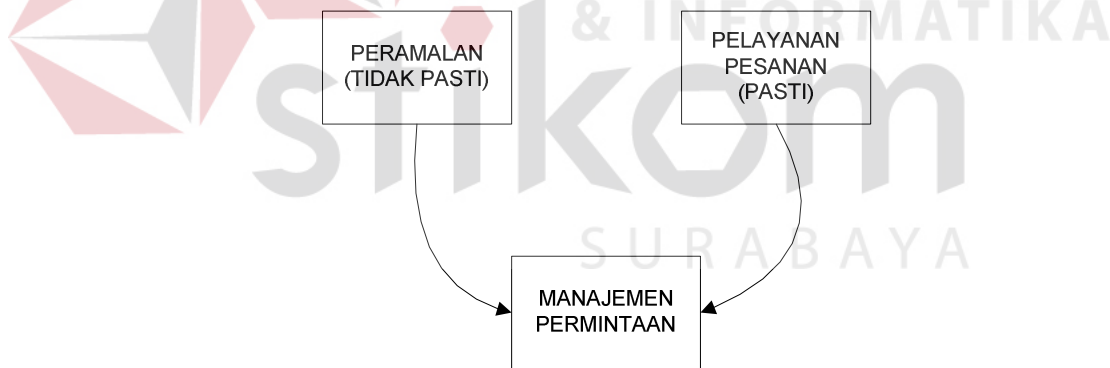 & INFORMATIKA
PERAMALAN
(TIDAK PASTI)
PELAYANAN
PESANAN
(PASTI)
stikom
SURABAYA
MANAJEMEN
PERMINTAAN